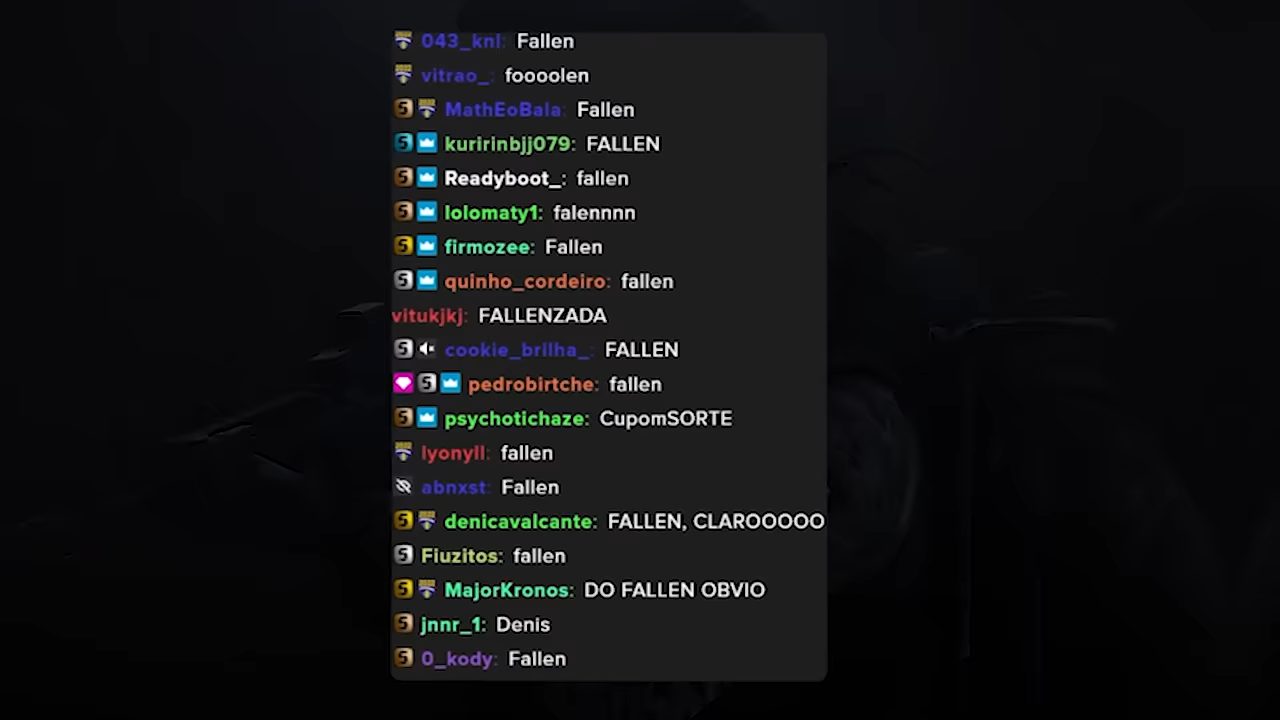 043_knl: Fallen
vitrao_: foooolen
MathEoBala: Fallen
kuririnbjj079: FALLEN
Readyboot_: fallen
lolomaty1: falennnn
firmozee: Fallen
quinho_cordeiro: fallen
vitukjkj: FALLENZADA
cookie_brilha_: FALLEN
pedrobirtche: fallen
psychotichaze: CupomSORTE
lyonyll: fallen
abnxst: Fallen
denicavalcante: FALLEN, CLAROOOOO
Fiuzitos: fallen
MajorKronos: DO FALLEN OBVIO
jnnr_1: Denis
0_kody: Fallen